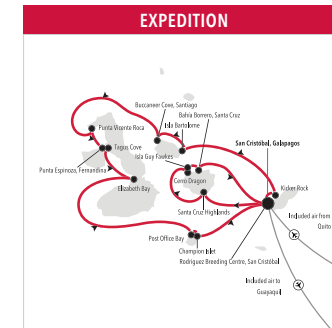 EXPEDITION
Buccaneer Cove, Santiago
Bahía Borrero, Santa Cruz
Isla Bartolome
Punta Vicente Roca
San Cristóbal, Galapagos
Tagus Cove
Isla Guy Fawkes
Punta Espinoza, Fernandina
Cerro Dragon
Elizabeth Bay
Kicker Rock
Santa Cruz Highlands
Included air from
Quito
Post Office Bay
Champion Islet
Rodriguez Breeding Centre, San Cristóbal
Included air to
Guayaquil